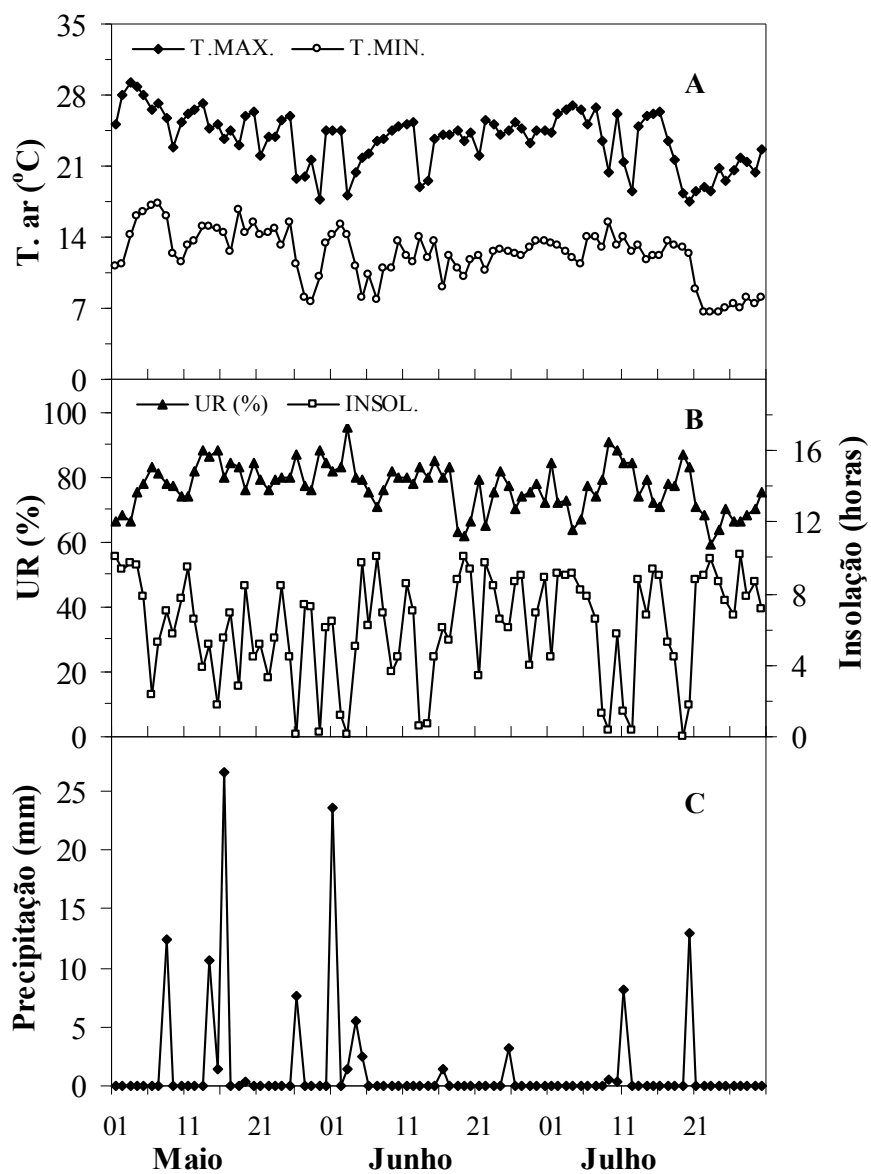 35
T.MAX. T.MIN.
A
28
21
14
7
0
T. ar (°C)
UR (%) INSOL.
B
100
80
60
40
20
0
UR (%)
16
12
8
4
0
Insolação (horas)
C
25
20
15
10
5
0
Precipitação (mm)
01 11 21 01 11 21 01 11 21
Maio Junho Julho